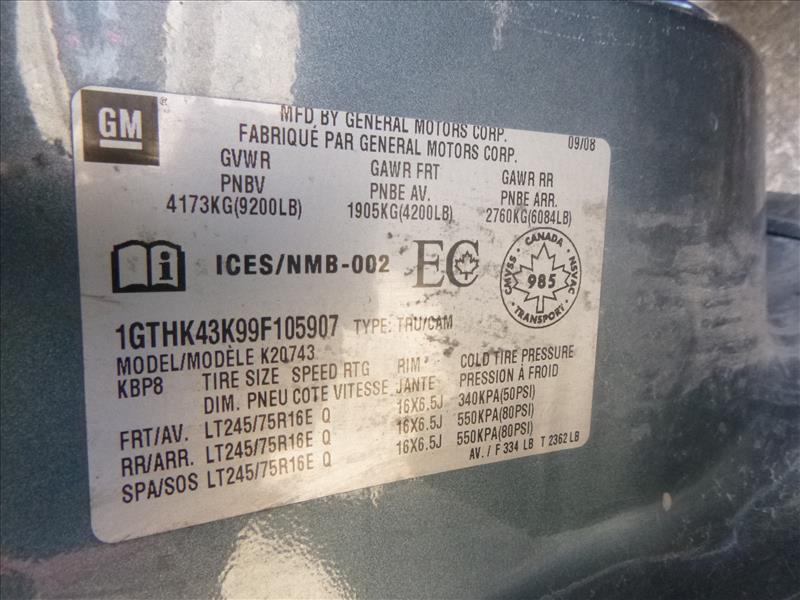 GM ®
MFD BY GENERAL MOTORS CORP.
FABRIQUÉ PAR GENERAL MOTORS CORP.
09/08
GVWR GAWR FRT GAWR RR
PNBV PNBE AV. PNBE ARR.
4173KG(9200LB) 1905KG(4200LB) 2760KG(6084LB)
i ICES/NMB-002 EC
CANADA
CMVSS 985 NSVAC
TRANSPORT
1GTHK43K99F105907 TYPE: TRU/CAM
MODEL/MODÈLE K20743
KBP8 TIRE SIZE SPEED RTG RIM COLD TIRE PRESSURE
DIM. PNEU COTE VITESSE JANTE PRESSION À FROID
FRT/AV. LT245/75R16E Q 16X6.5J 340KPA(50PSI)
RR/ARR. LT245/75R16E Q 16X6.5J 550KPA(80PSI)
SPA/SOS LT245/75R16E Q 16X6.5J 550KPA(80PSI)
AV. / F 334 LB T 2362 LB